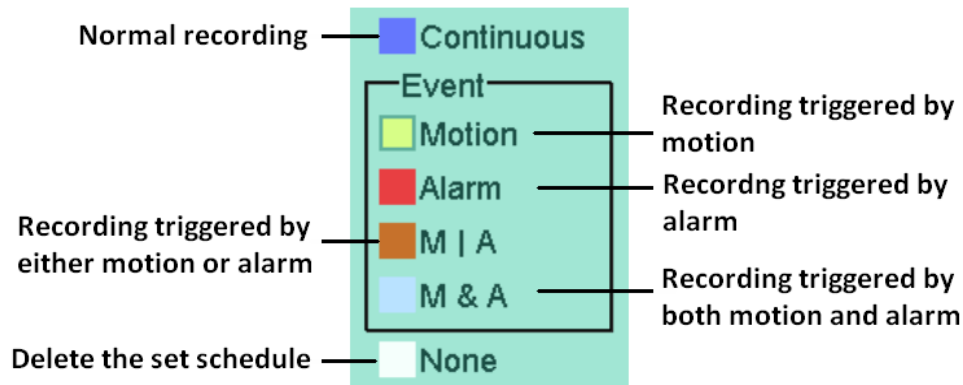 Normal recording
Continuous
Event
Motion
Recording triggered by
motion
Alarm
Recordng triggered by
alarm
Recording triggered by
either motion or alarm
M | A
M & A
Recording triggered by
both motion and alarm
Delete the set schedule
None